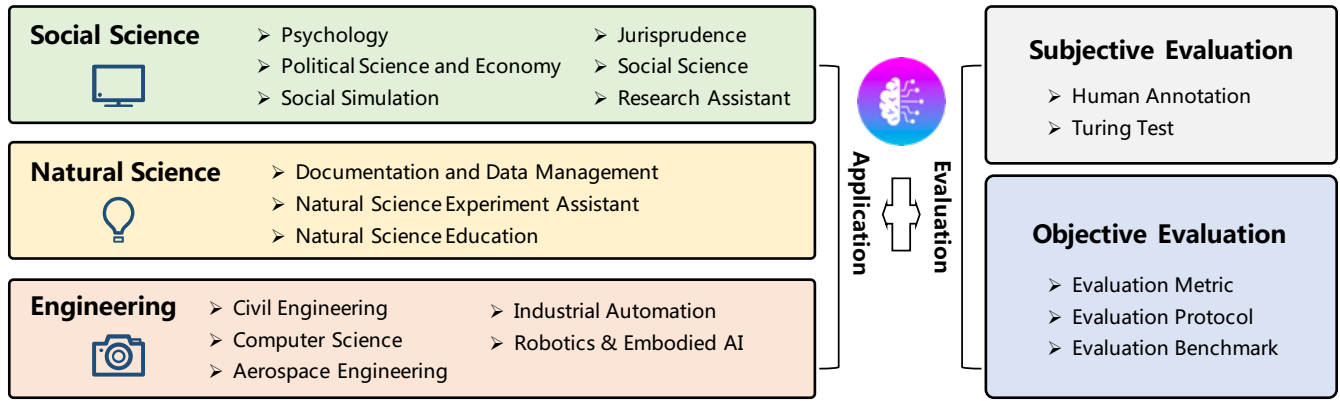 Social Science
➢ Psychology
➢ Political Science and Economy
➢ Social Simulation
➢ Jurisprudence
➢ Social Science
➢ Research Assistant
Natural Science
➢ Documentation and Data Management
➢ Natural Science Experiment Assistant
➢ Natural Science Education
Engineering
➢ Civil Engineering
➢ Computer Science
➢ Aerospace Engineering
➢ Industrial Automation
➢ Robotics & Embodied AI
Application
Evaluation
Subjective Evaluation
➢ Human Annotation
➢ Turing Test
Objective Evaluation
➢ Evaluation Metric
➢ Evaluation Protocol
➢ Evaluation Benchmark